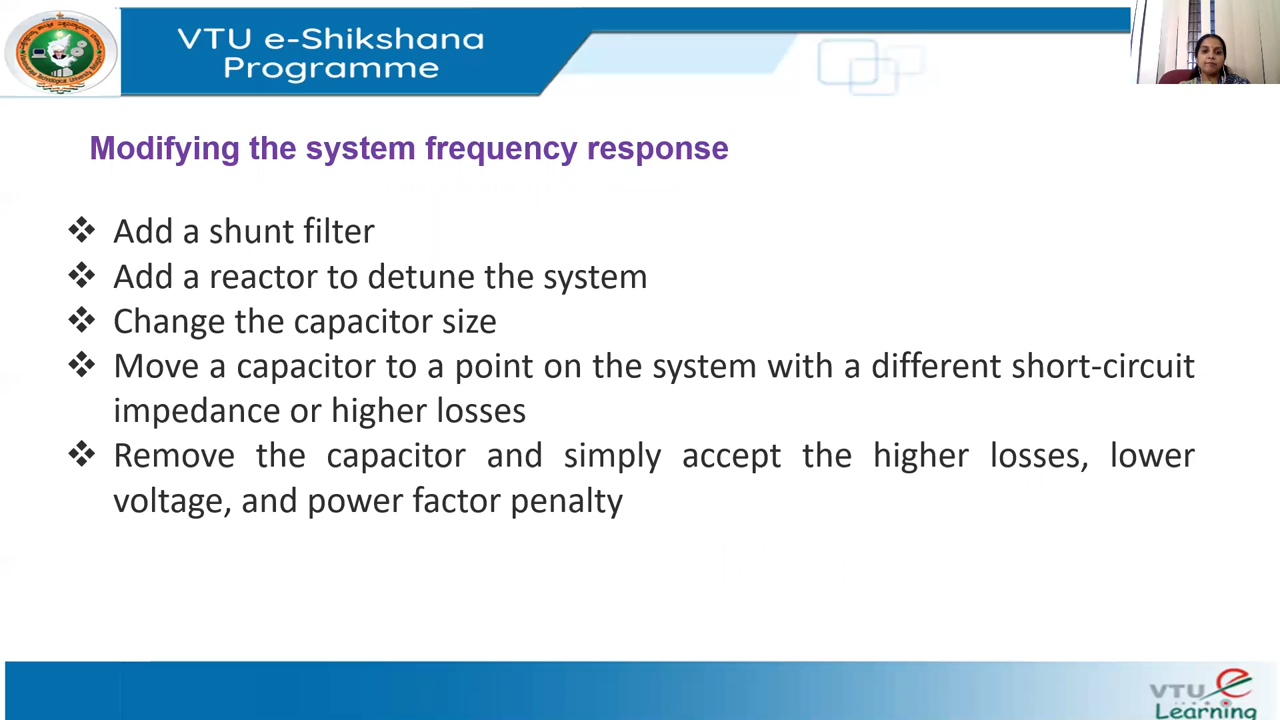 VTU e-Shikshana
Programme
Modifying the system frequency response
❖ Add a shunt filter
❖ Add a reactor to detune the system
❖ Change the capacitor size
❖ Move a capacitor to a point on the system with a different short-circuit
impedance or higher losses
❖ Remove the capacitor and simply accept the higher losses, lower
voltage, and power factor penalty
VTU e
Learning